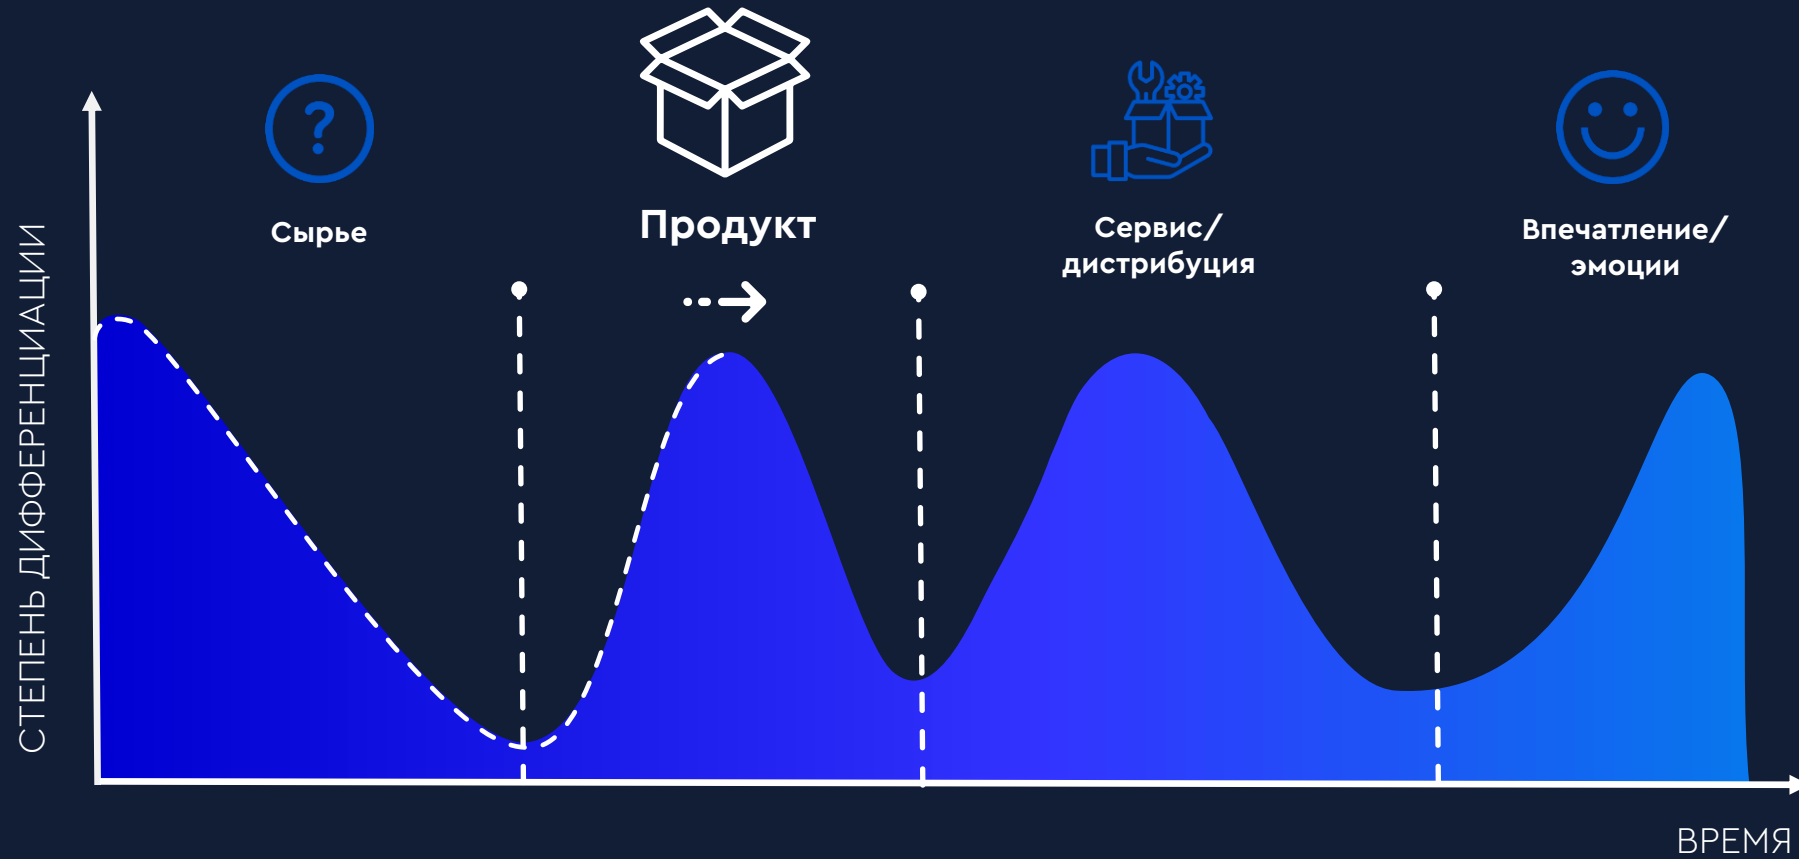 Сырье
Продукт
Сервис/
дистрибуция
Впечатление/
эмоции
СТЕПЕНЬ ДИФФЕРЕНЦИАЦИИ
ВРЕМЯ
?